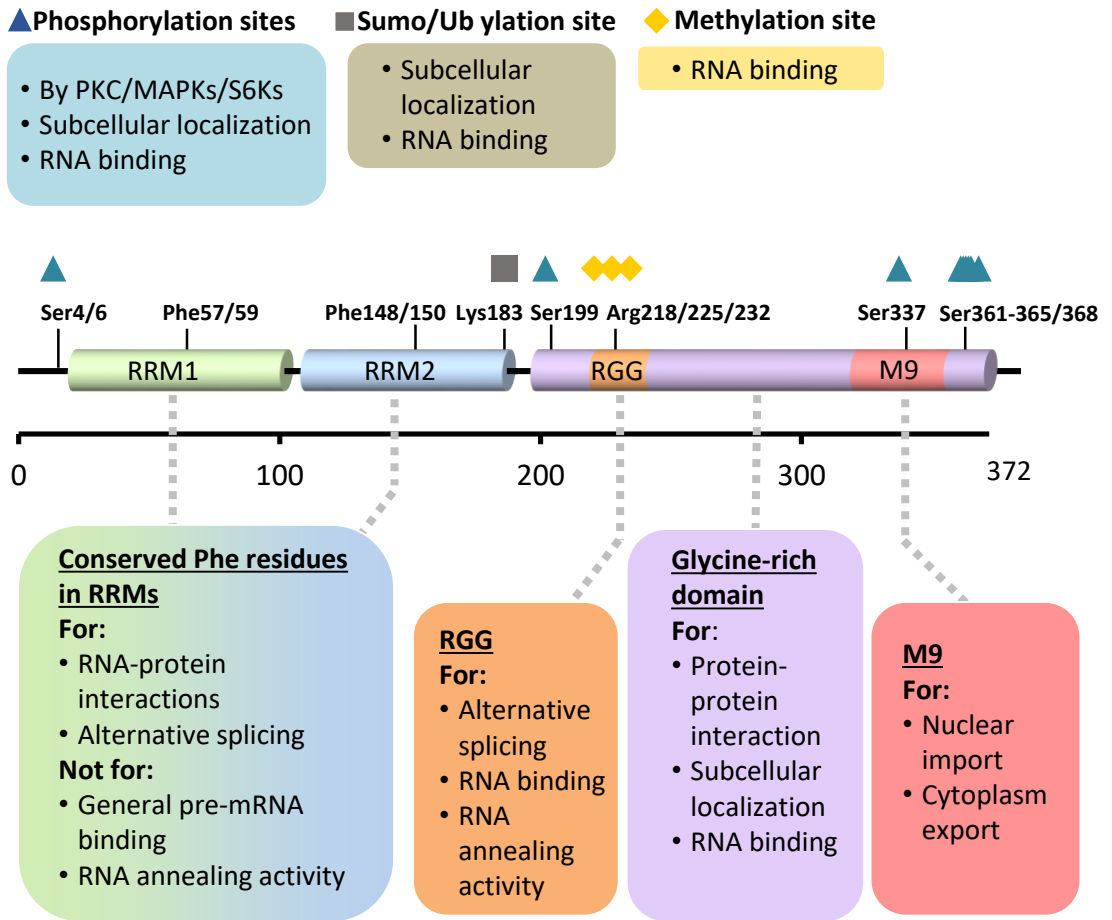 Phosphorylation sites
• By PKC/MAPKs/S6Ks
• Subcellular localization
• RNA binding
Sumo/Ub ylation site
• Subcellular
localization
• RNA binding
Methylation site
• RNA binding
Ser4/6
Phe57/59
Phe148/150
Lys183
Ser199
Arg218/225/232
Ser337
Ser361-365/368
RRM1
RRM2
RGG
M9
0
100
200
300
372
Conserved Phe residues
in RRMs
For:
• RNA-protein
interactions
• Alternative splicing
Not for:
• General pre-mRNA
binding
• RNA annealing activity
RGG
For:
• Alternative
splicing
• RNA binding
• RNA
annealing
activity
Glycine-rich
domain
For:
• Protein-
protein
interaction
• Subcellular
localization
• RNA binding
M9
For:
• Nuclear
import
• Cytoplasm
export